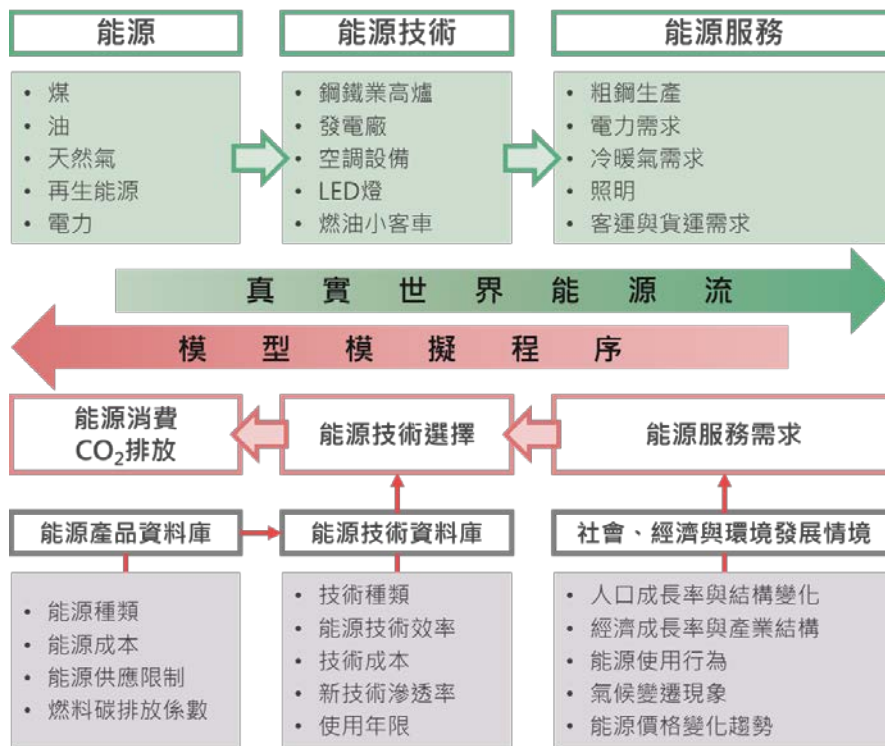 能源
能源技術
能源服務
• 煤
• 油
• 天然氣
• 再生能源
• 電力
• 鋼鐵業高爐
• 發電廠
• 空調設備
• LED燈
• 燃油小客車
• 粗鋼生產
• 電力需求
• 冷暖氣需求
• 照明
• 客運與貨運需求
真實世界能源流
模型模擬程序
能源消費
CO₂排放
能源技術選擇
能源服務需求
能源產品資料庫
能源技術資料庫
社會、經濟與環境發展情境
• 能源種類
• 能源成本
• 能源供應限制
• 燃料碳排放係數
• 技術種類
• 能源技術效率
• 技術成本
• 新技術滲透率
• 使用年限
• 人口成長率與結構變化
• 經濟成長率與產業結構
• 能源使用行為
• 氣候變遷現象
• 能源價格變化趨勢